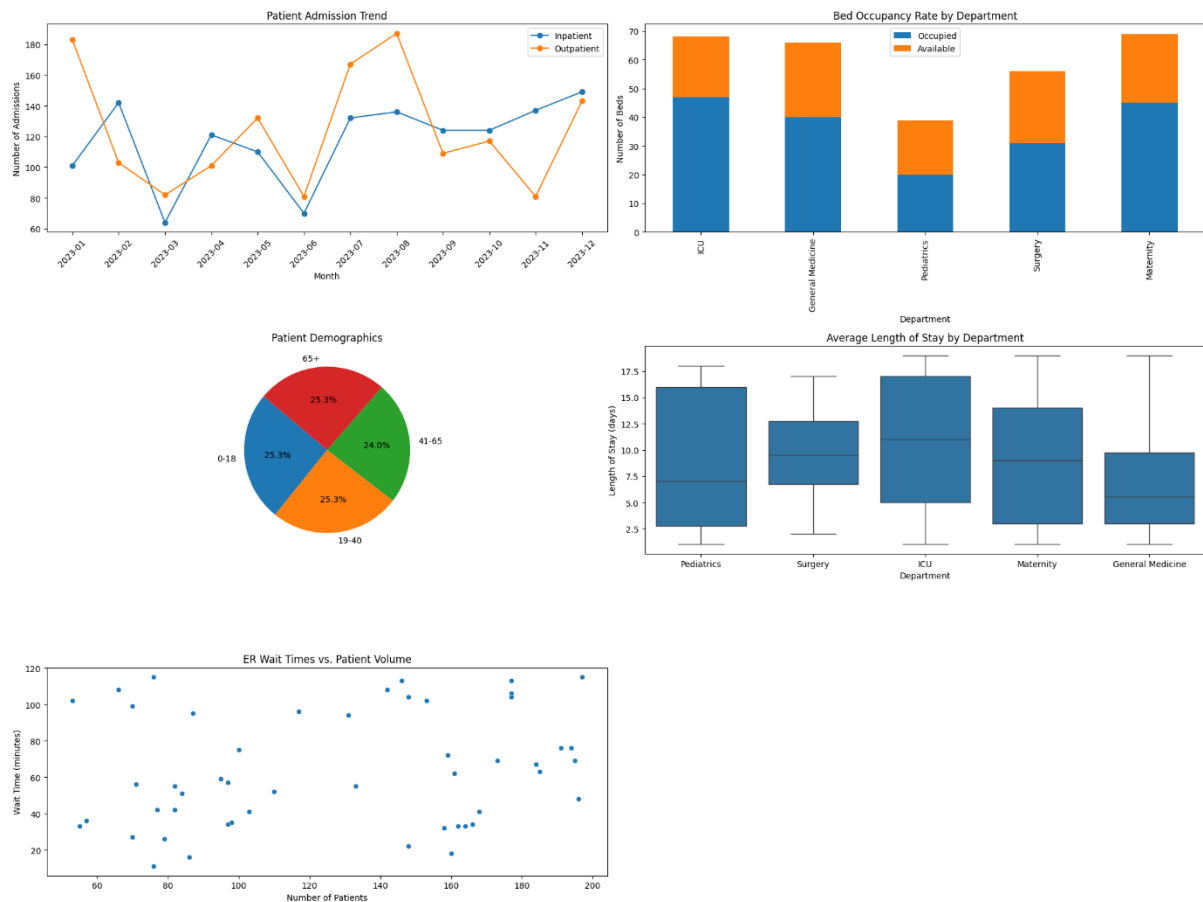 Patient Admission Trend
Inpatient
Outpatient
Number of Admissions
180
160
140
120
100
80
60
2023-01
2023-02
2023-03
2023-04
2023-05
2023-06
2023-07
2023-08
2023-09
2023-10
2023-11
2023-12
Month
Bed Occupancy Rate by Department
Occupied
Available
Number of Beds
70
60
50
40
30
20
10
0
ICU
General Medicine
Pediatrics
Surgery
Maternity
Department
Patient Demographics
65+
25.3%
0-18
25.3%
41-65
24.0%
25.3%
19-40
Average Length of Stay by Department
Length of Stay (days)
17.5
15.0
12.5
10.0
7.5
5.0
2.5
Pediatrics
Surgery
ICU
Maternity
General Medicine
Department
ER Wait Times vs. Patient Volume
Wait Time (minutes)
120
100
80
60
40
20
60
80
100
120
140
160
180
200
Number of Patients